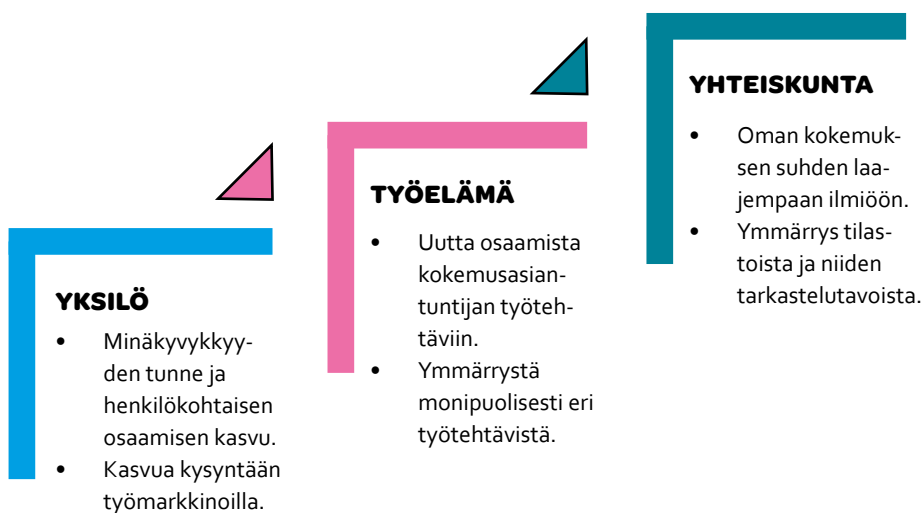 YKSILÖ
• Minäkyvykkyy-
den tunne ja
henkilökohtaisen
osaamisen kasvu.
• Kasvua kysyntään
työmarkkinoilla.
TYÖELÄMÄ
• Uutta osaamista
kokemusasian-
tuntijan työteh-
täviin.
• Ymmärrystä
monipuolisesti eri
työtehtävistä.
YHTEISKUNTA
• Oman kokemuk-
sen suhden laa-
jempaan ilmiöön.
• Ymmärrys tilas-
toista ja niiden
tarkastelutavoista.